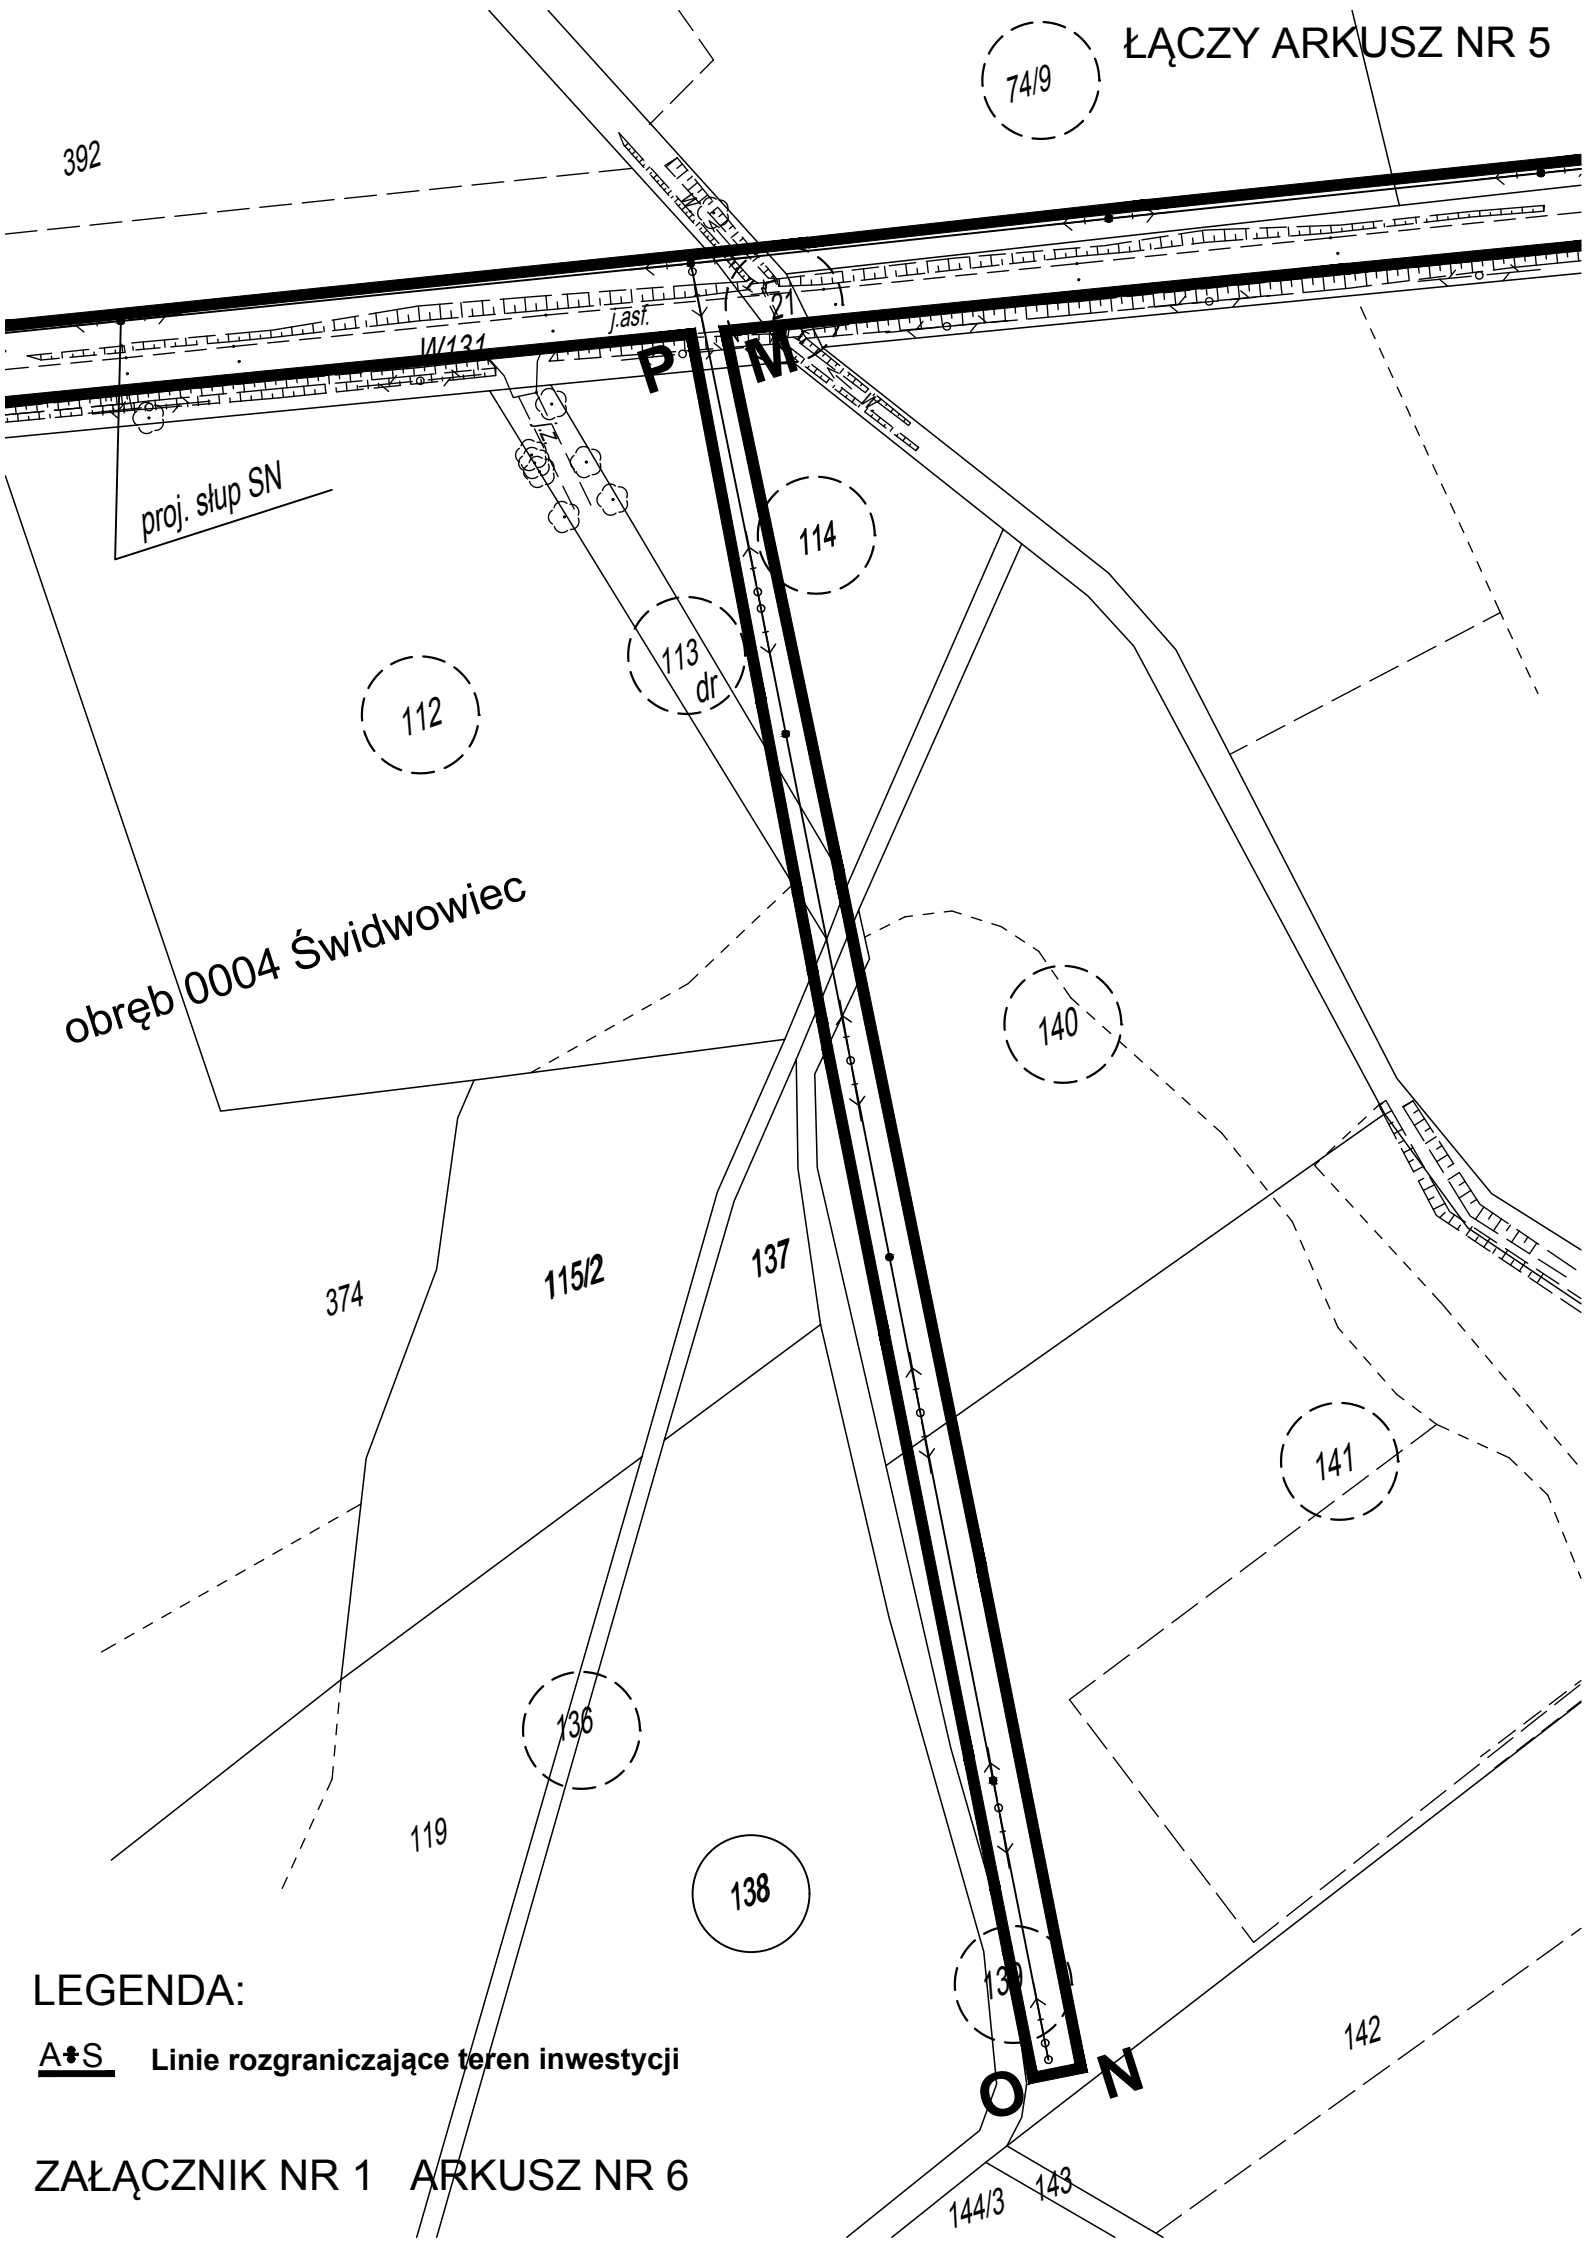 ŁĄCZY ARKUSZ NR 5
74/9
392
21
j.asf.
W131
P
M
W
W
j.ż.
proj. słup SN
114
113
dr
112
obręb 0004 Świdwowiec
140
137
115/2
374
141
136
119
138
139
LEGENDA:
142
A S Linie rozgraniczające teren inwestycji
O
N
ZAŁĄCZNIK NR 1 ARKUSZ NR 6
143
144/3